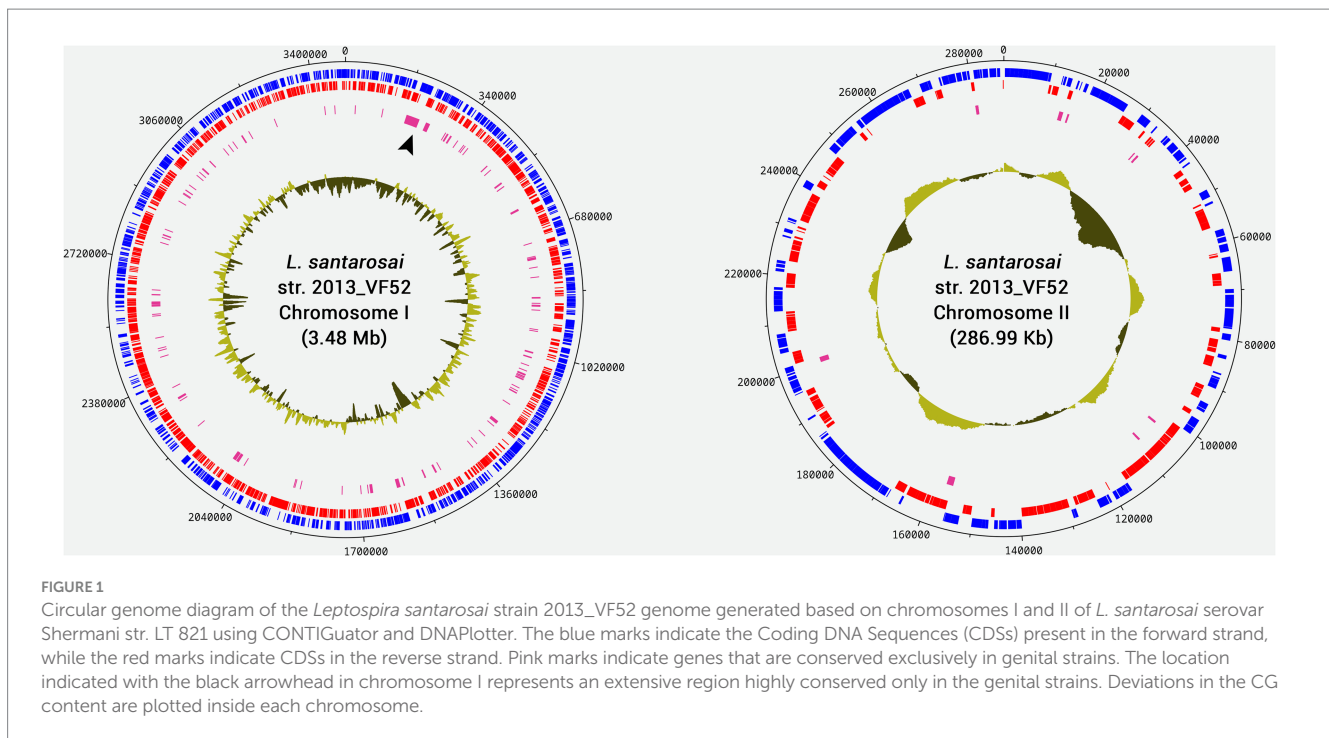 0
340000
680000
1020000
1360000
1700000
2040000
2380000
2720000
3060000
3400000
L. santarosai
str. 2013_VF52
Chromosome I
(3.48 Mb)
0
20000
40000
60000
80000
100000
120000
140000
160000
180000
200000
220000
240000
260000
280000
L. santarosai
str. 2013_VF52
Chromosome II
(286.99 Kb)
FIGURE 1
Circular genome diagram of the Leptospira santarosai strain 2013_VF52 genome generated based on chromosomes I and II of L. santarosai serovar
Shermani str. LT 821 using CONTIGuator and DNAPlotter. The blue marks indicate the Coding DNA Sequences (CDSs) present in the forward strand,
while the red marks indicate CDSs in the reverse strand. Pink marks indicate genes that are conserved exclusively in genital strains. The location
indicated with the black arrowhead in chromosome I represents an extensive region highly conserved only in the genital strains. Deviations in the CG
content are plotted inside each chromosome.